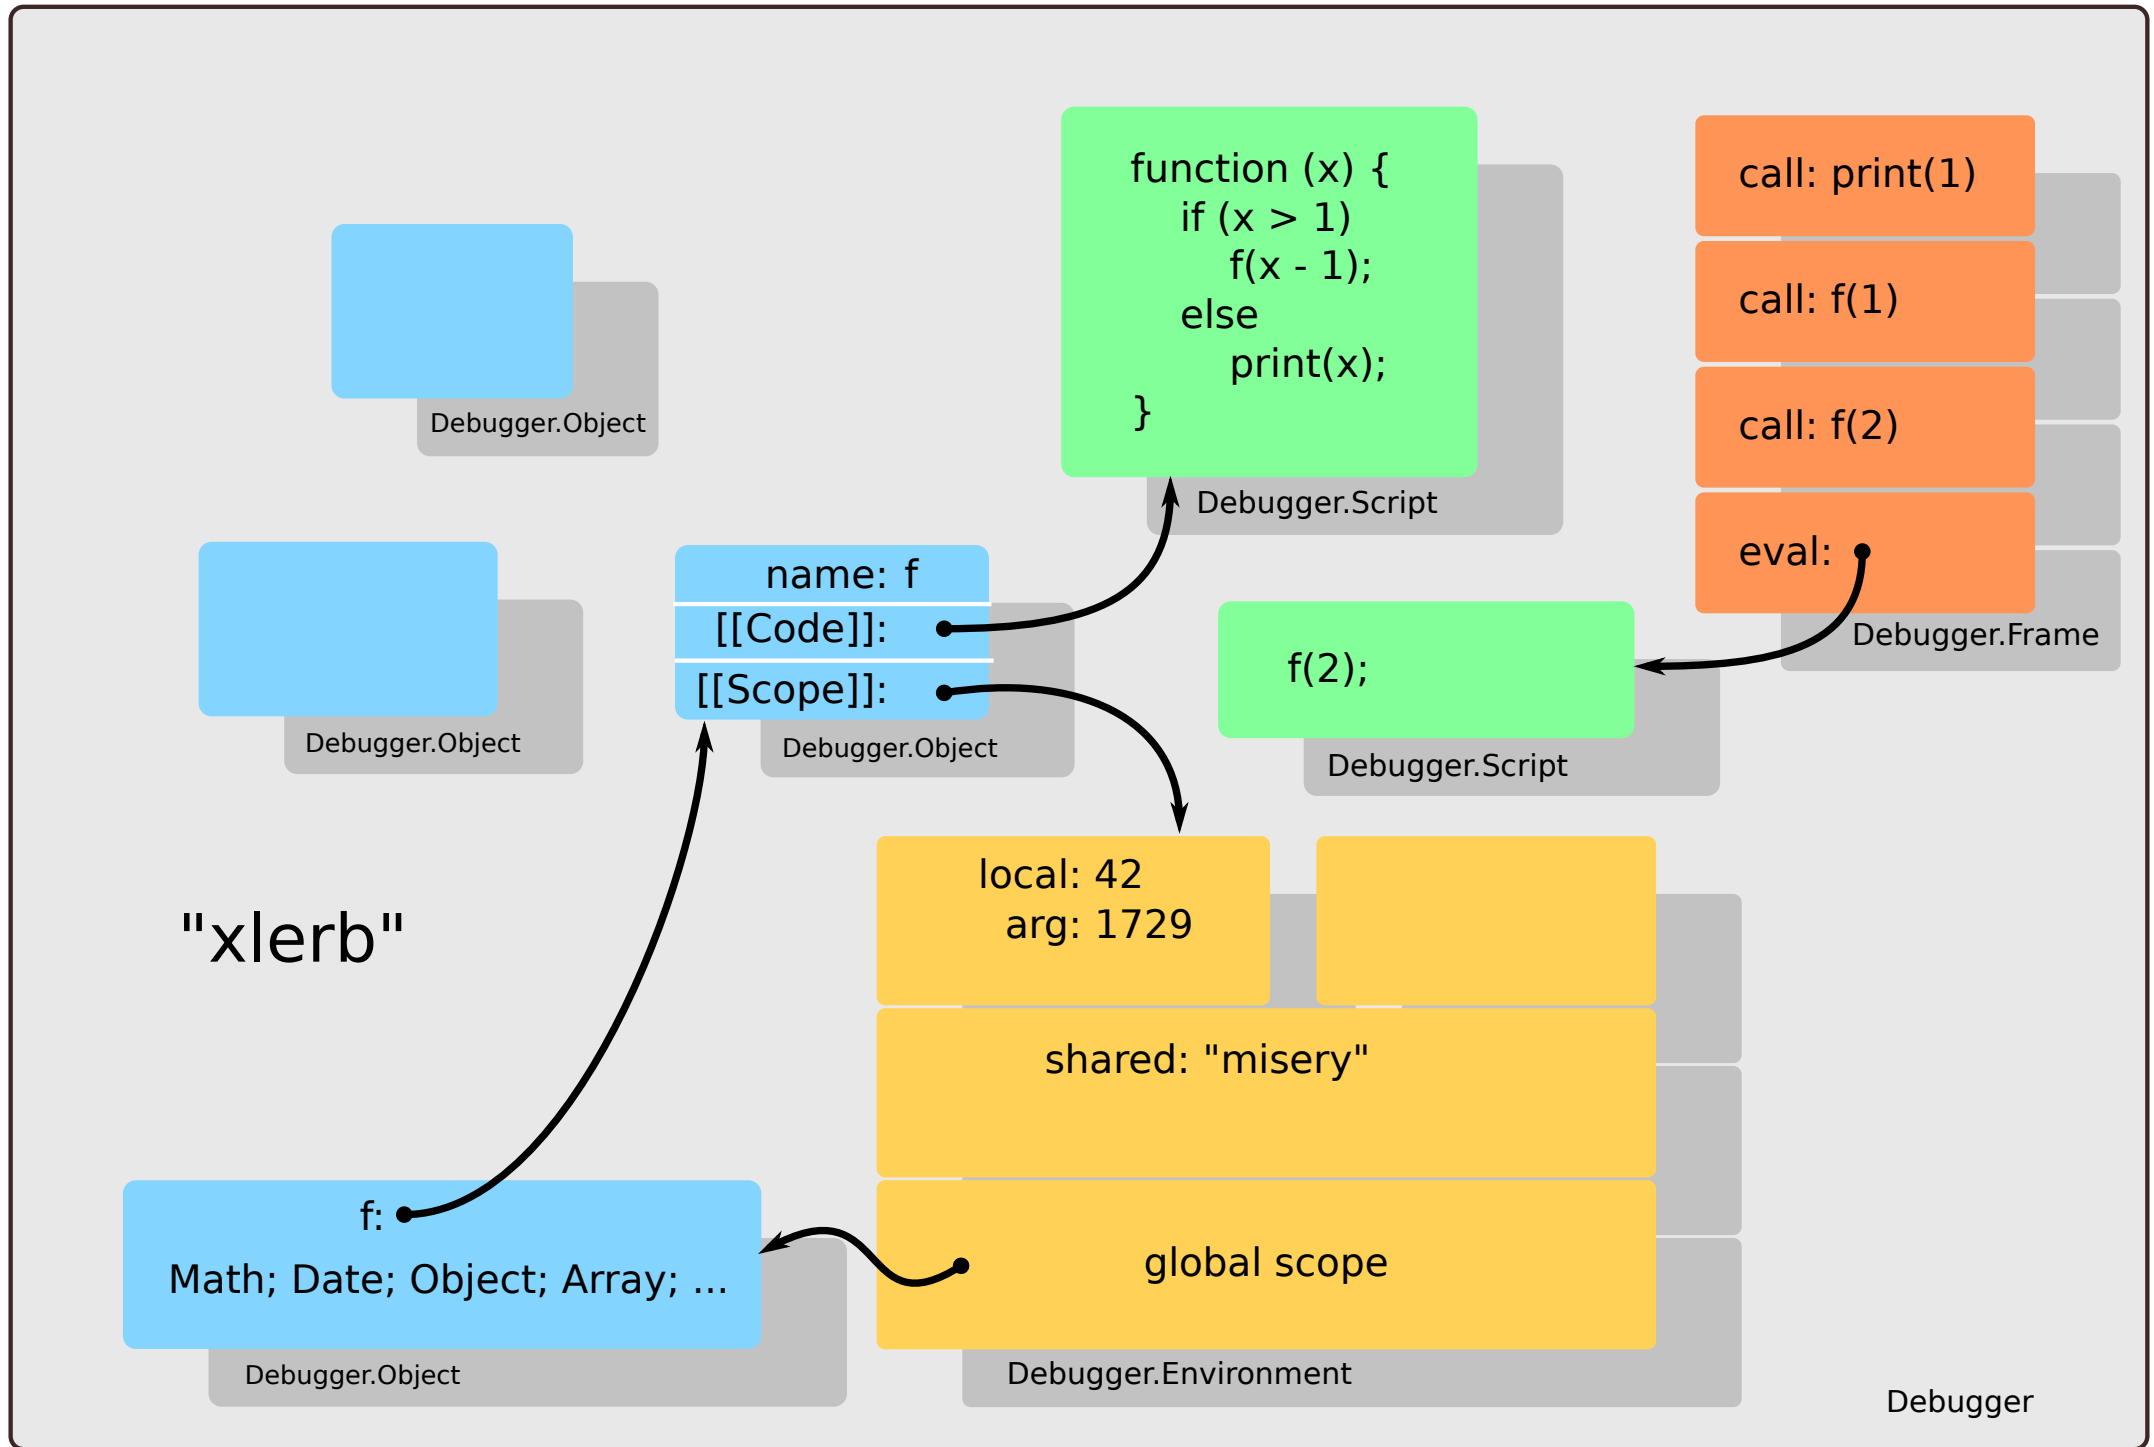 function (x) {
if (x > 1)
f(x - 1);
else
print(x);
}
Debugger.Script
call: print(1)
call: f(1)
call: f(2)
eval:
Debugger.Frame
Debugger.Object
Debugger.Object
name: f
[[Code]]:
[[Scope]]:
Debugger.Object
f(2);
Debugger.Script
"xlerb"
local: 42
arg: 1729
shared: "misery"
global scope
Debugger.Environment
f:
Math; Date; Object; Array; ...
Debugger.Object
Debugger